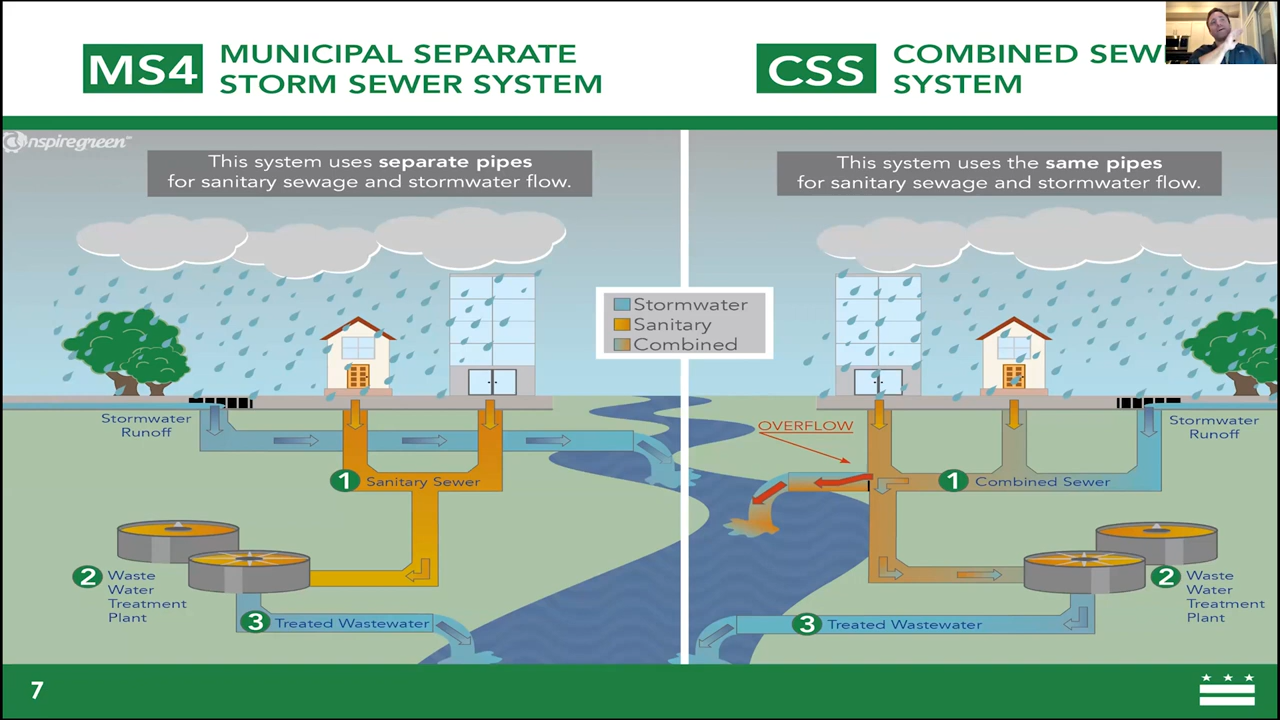 MS4
MUNICIPAL SEPARATE
STORM SEWER SYSTEM
CSS
COMBINED SEW
SYSTEM
nspiregreen™
This system uses separate pipes
for sanitary sewage and stormwater flow.
This system uses the same pipes
for sanitary sewage and stormwater flow.
Stormwater
Sanitary
Combined
Stormwater
Runoff
1 Sanitary Sewer
2 Waste
Water
Treatment
Plant
3 Treated Wastewater
OVERFLOW
Stormwater
Runoff
1 Combined Sewer
2 Waste
Water
Treatment
Plant
3 Treated Wastewater
7